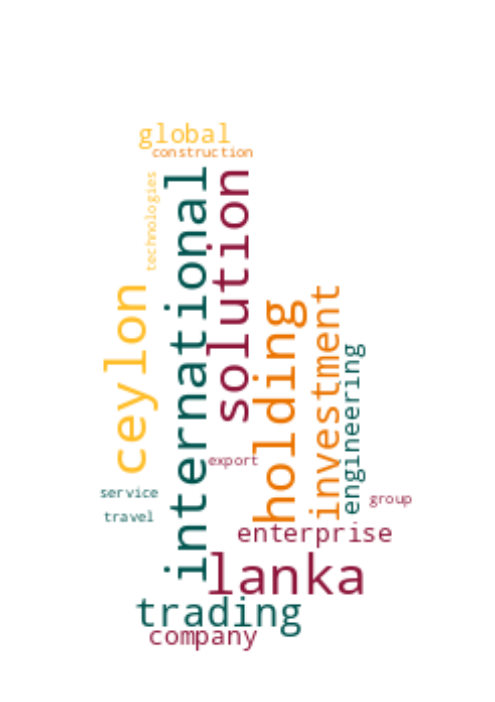 global
construction
technologies
international
solution
ceylon
holding
investment
engineering
export
service
group
travel
enterprise
lanka
trading
company